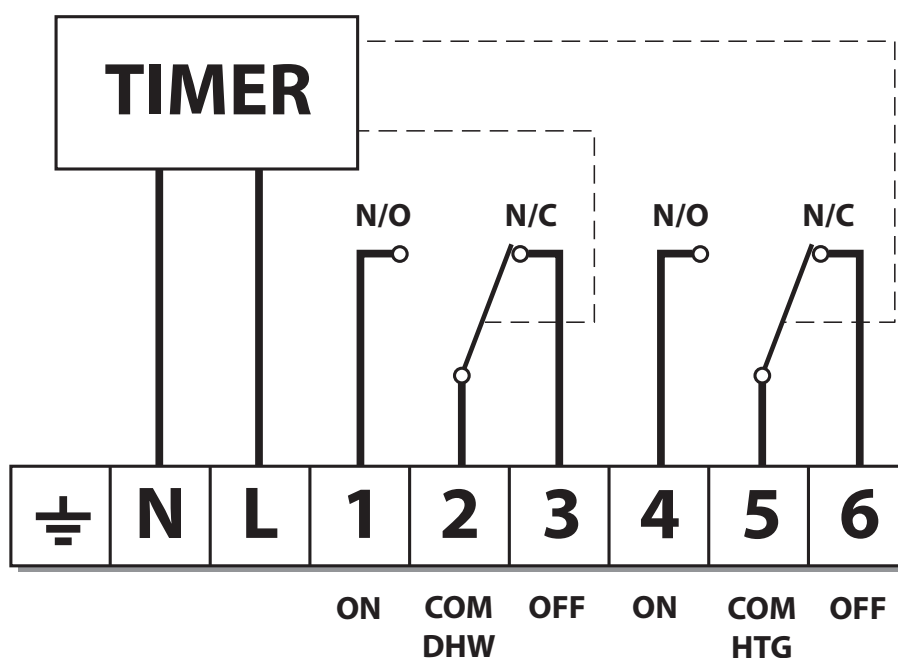 TIMER
N/O N/C N/O N/C
N L 1 2 3 4 5 6
ON COM OFF ON COM OFF
DHW HTG